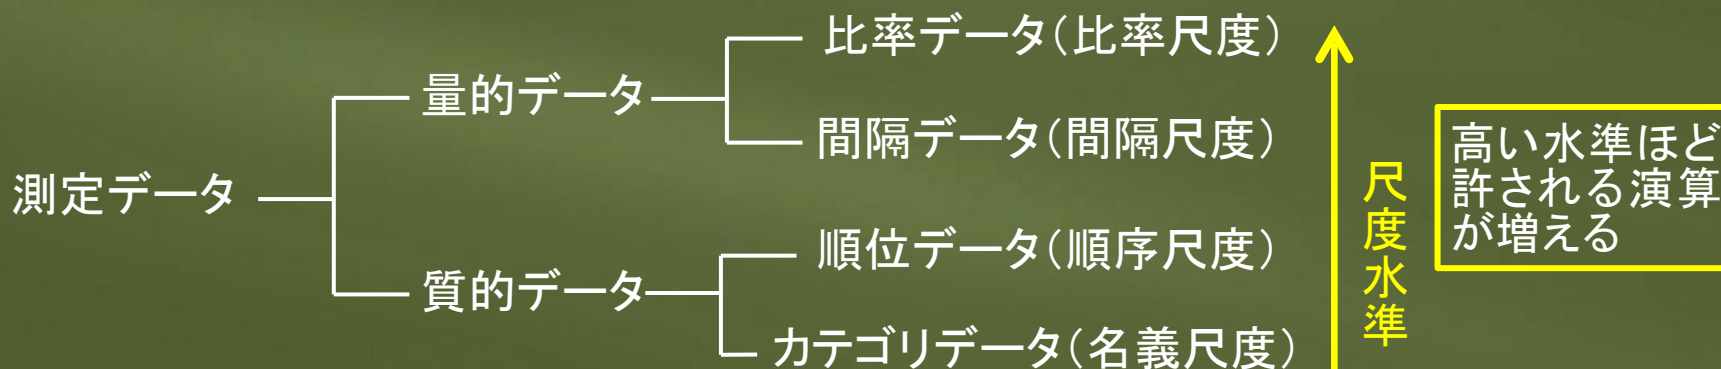 比率データ(比率尺度)
量的データ
間隔データ(間隔尺度)
測定データ
順位データ(順序尺度)
質的データ
カテゴリデータ(名義尺度)
尺度水準
高い水準ほど
許される演算
が増える